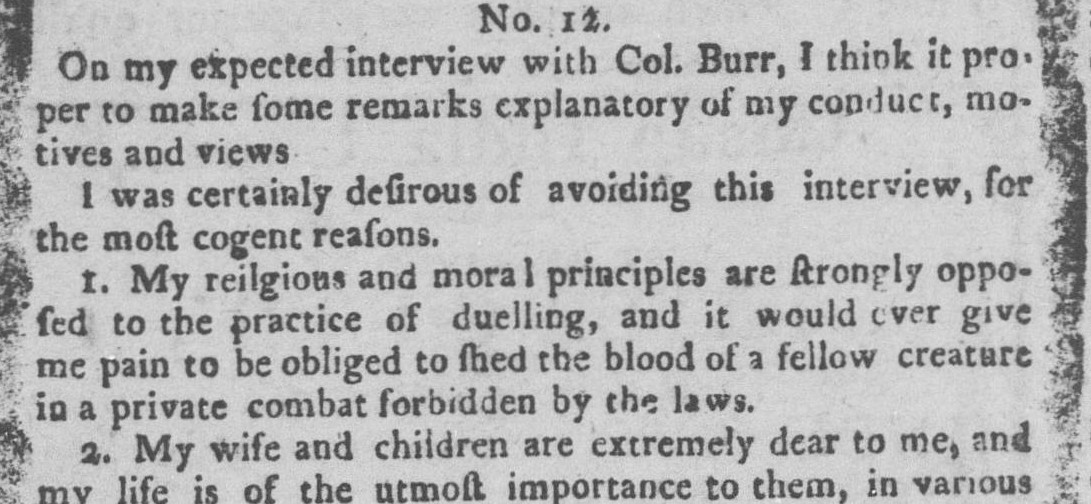 No. 12.
On my expected interview with Col. Burr, I think it pro-
per to make ſome remarks explanatory of my conduct, mo-
tives and views
I was certainly deſirous of avoiding this interview, for
the moſt cogent reaſons.
1. My reilgious and moral principles are ſtrongly oppo-
ſed to the practice of duelling, and it would ever give
me pain to be obliged to ſhed the blood of a fellow creature
in a private combat forbidden by the laws.
2. My wife and children are extremely dear to me, and
my life is of the utmoſt importance to them, in various